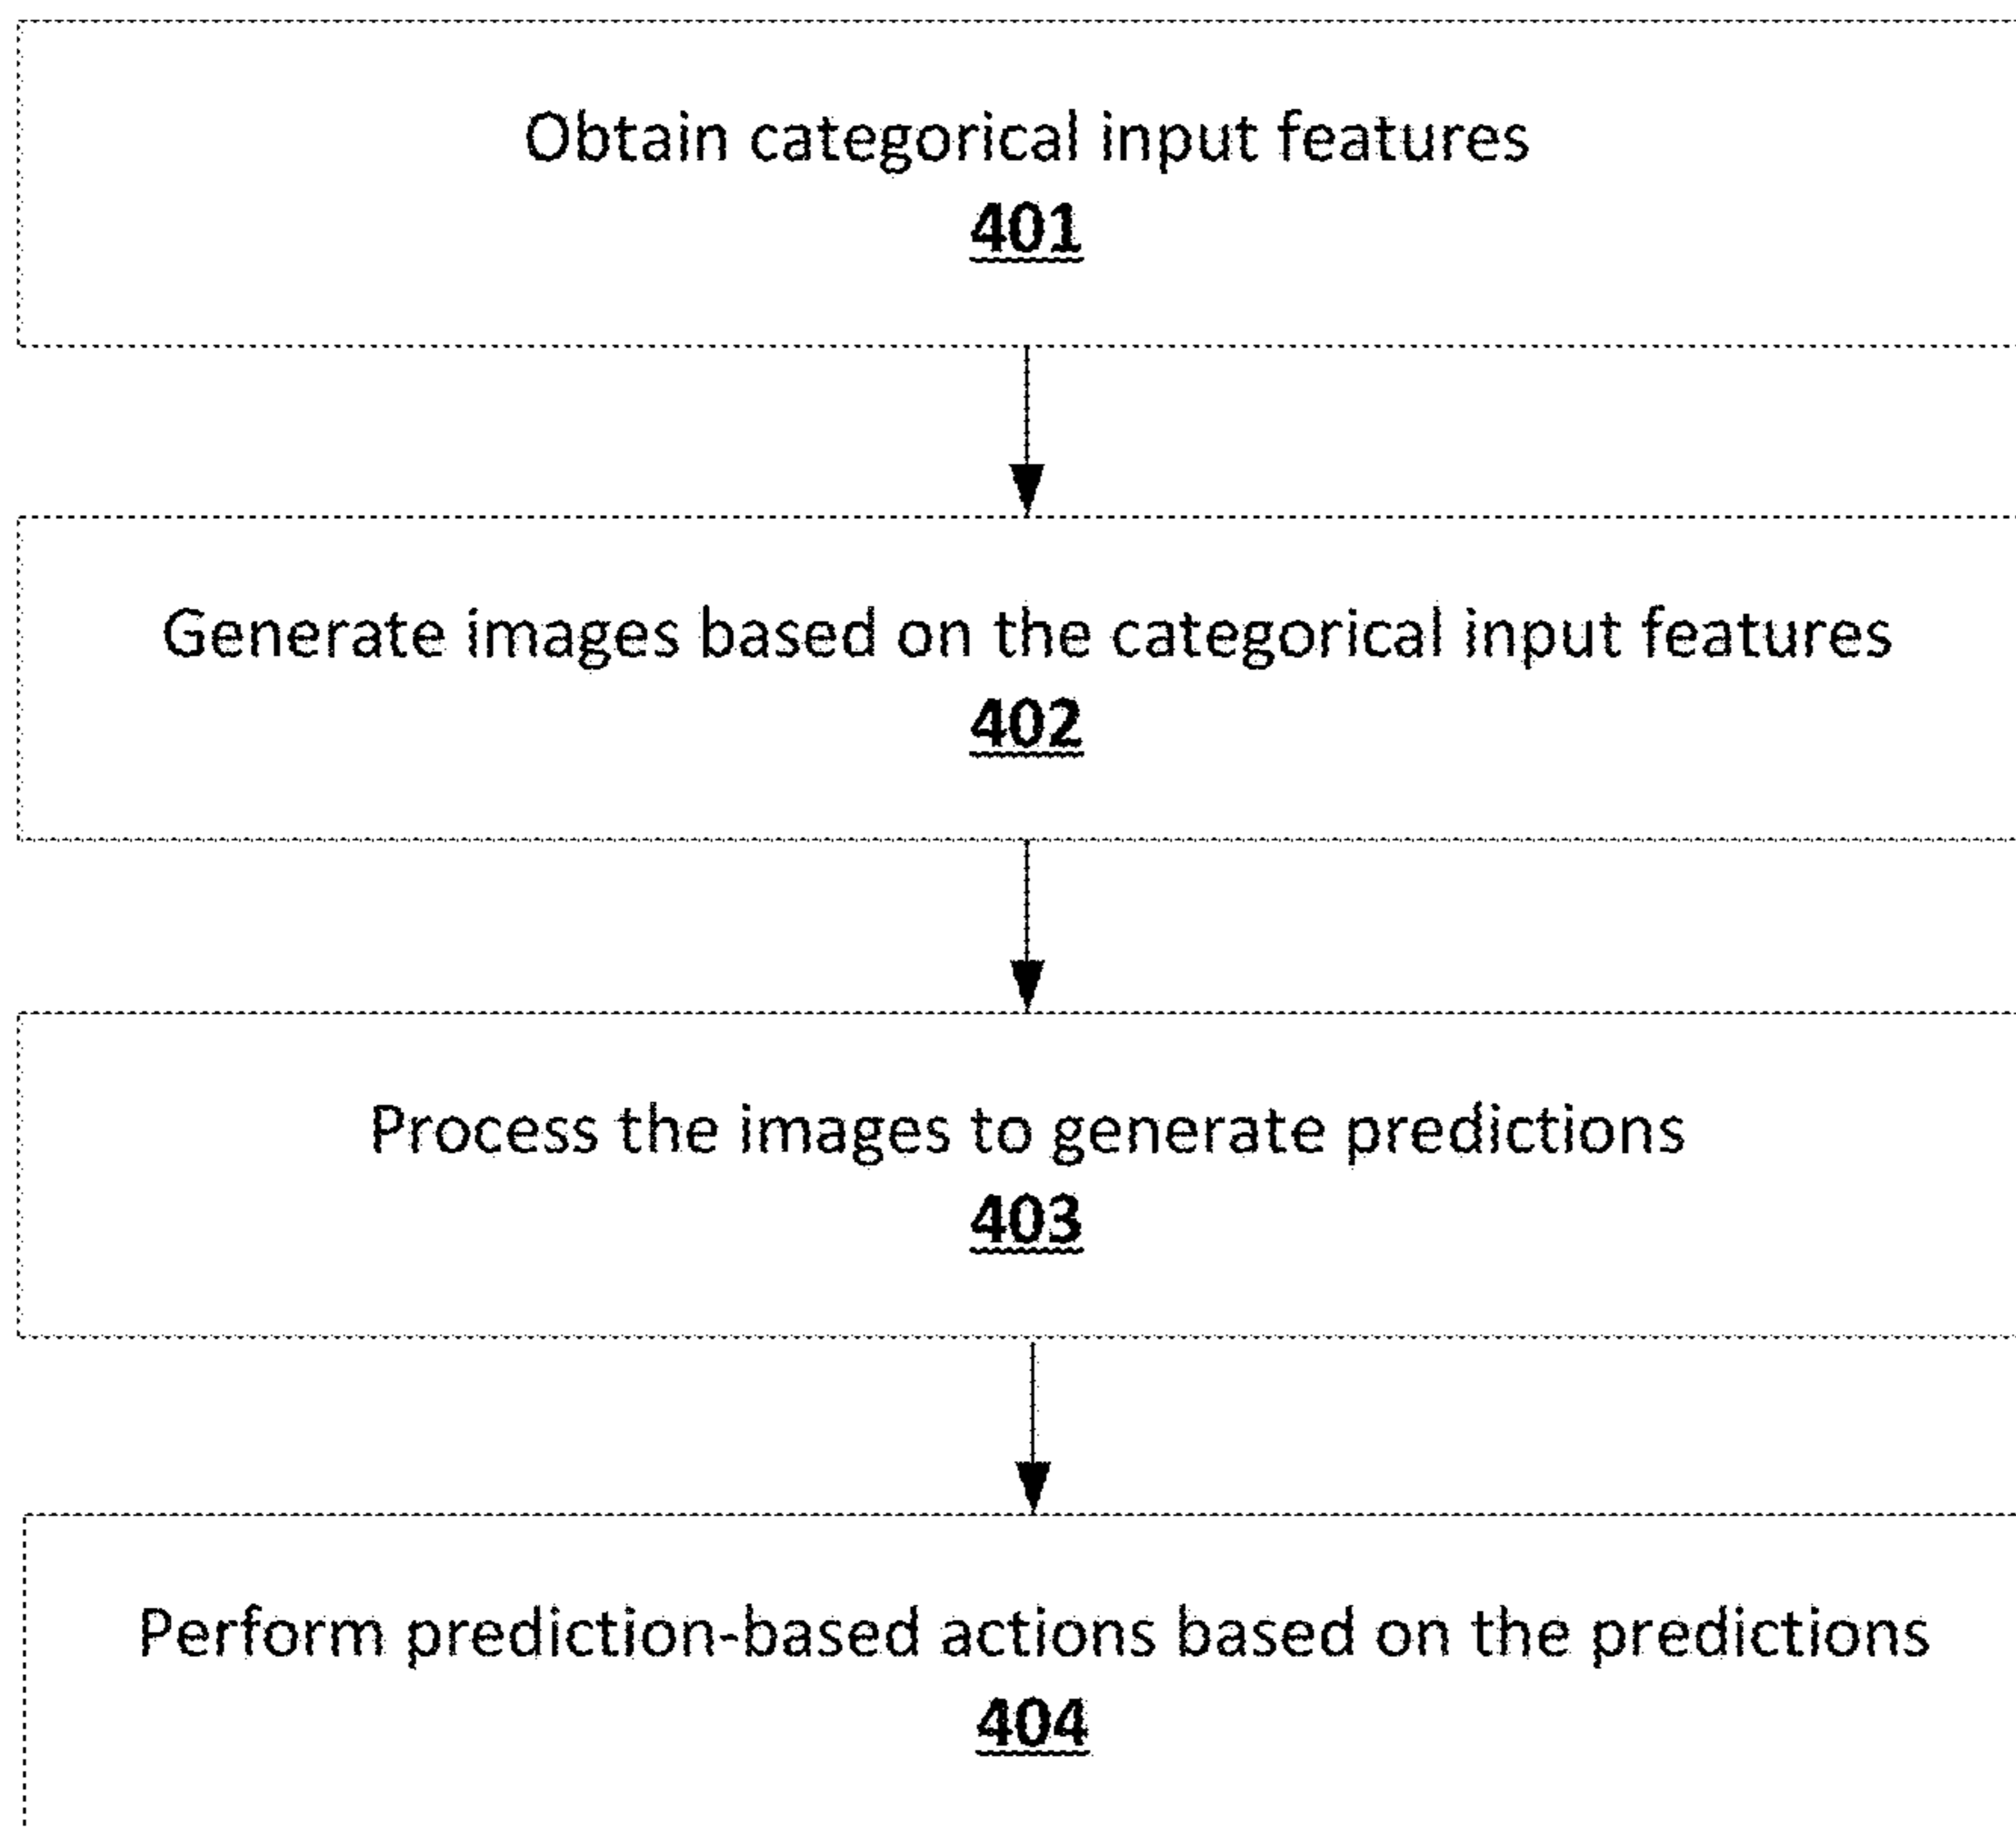 Obtain categorical input features
401
Generate images based on the categorical input features
402
Process the images to generate predictions
403
Perform prediction-based actions based on the predictions
404